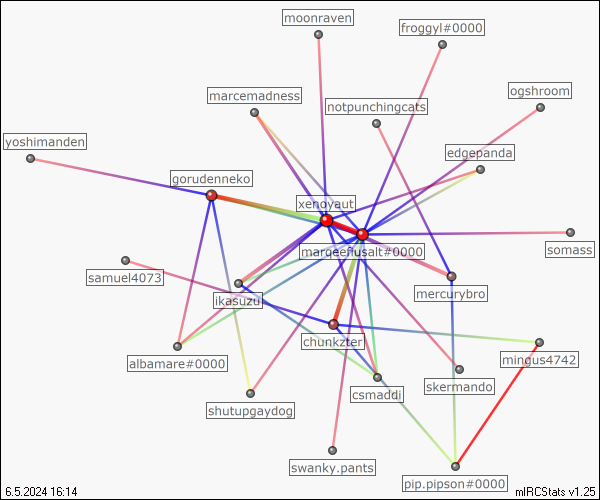 moonraven
froggyl#0000
ogshroom
marcemadness
notpunchingcats
yoshimanden
edgepanda
gorudenneko
xenoyaut
margeefusalt#0000
somass
samuel4073
ikasuzu
mercurybro
chunkzter
albamare#0000
mingus4742
skermando
csmaddi
shutupgaydog
swanky.pants
pip.pipson#0000
6.5.2024 16:14
mIRCStats v1.25